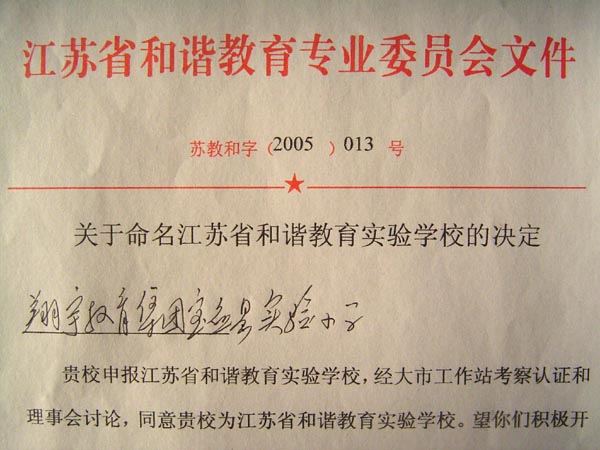 江苏省和谐教育专业委员会文件
苏教和字（2005 ）013 号
关于命名江苏省和谐教育实验学校的决定
翔宇教育集团宝应县实验小学
贵校申报江苏省和谐教育实验学校，经大市工作站考察认证和
理事会讨论，同意贵校为江苏省和谐教育实验学校。望你们积极开